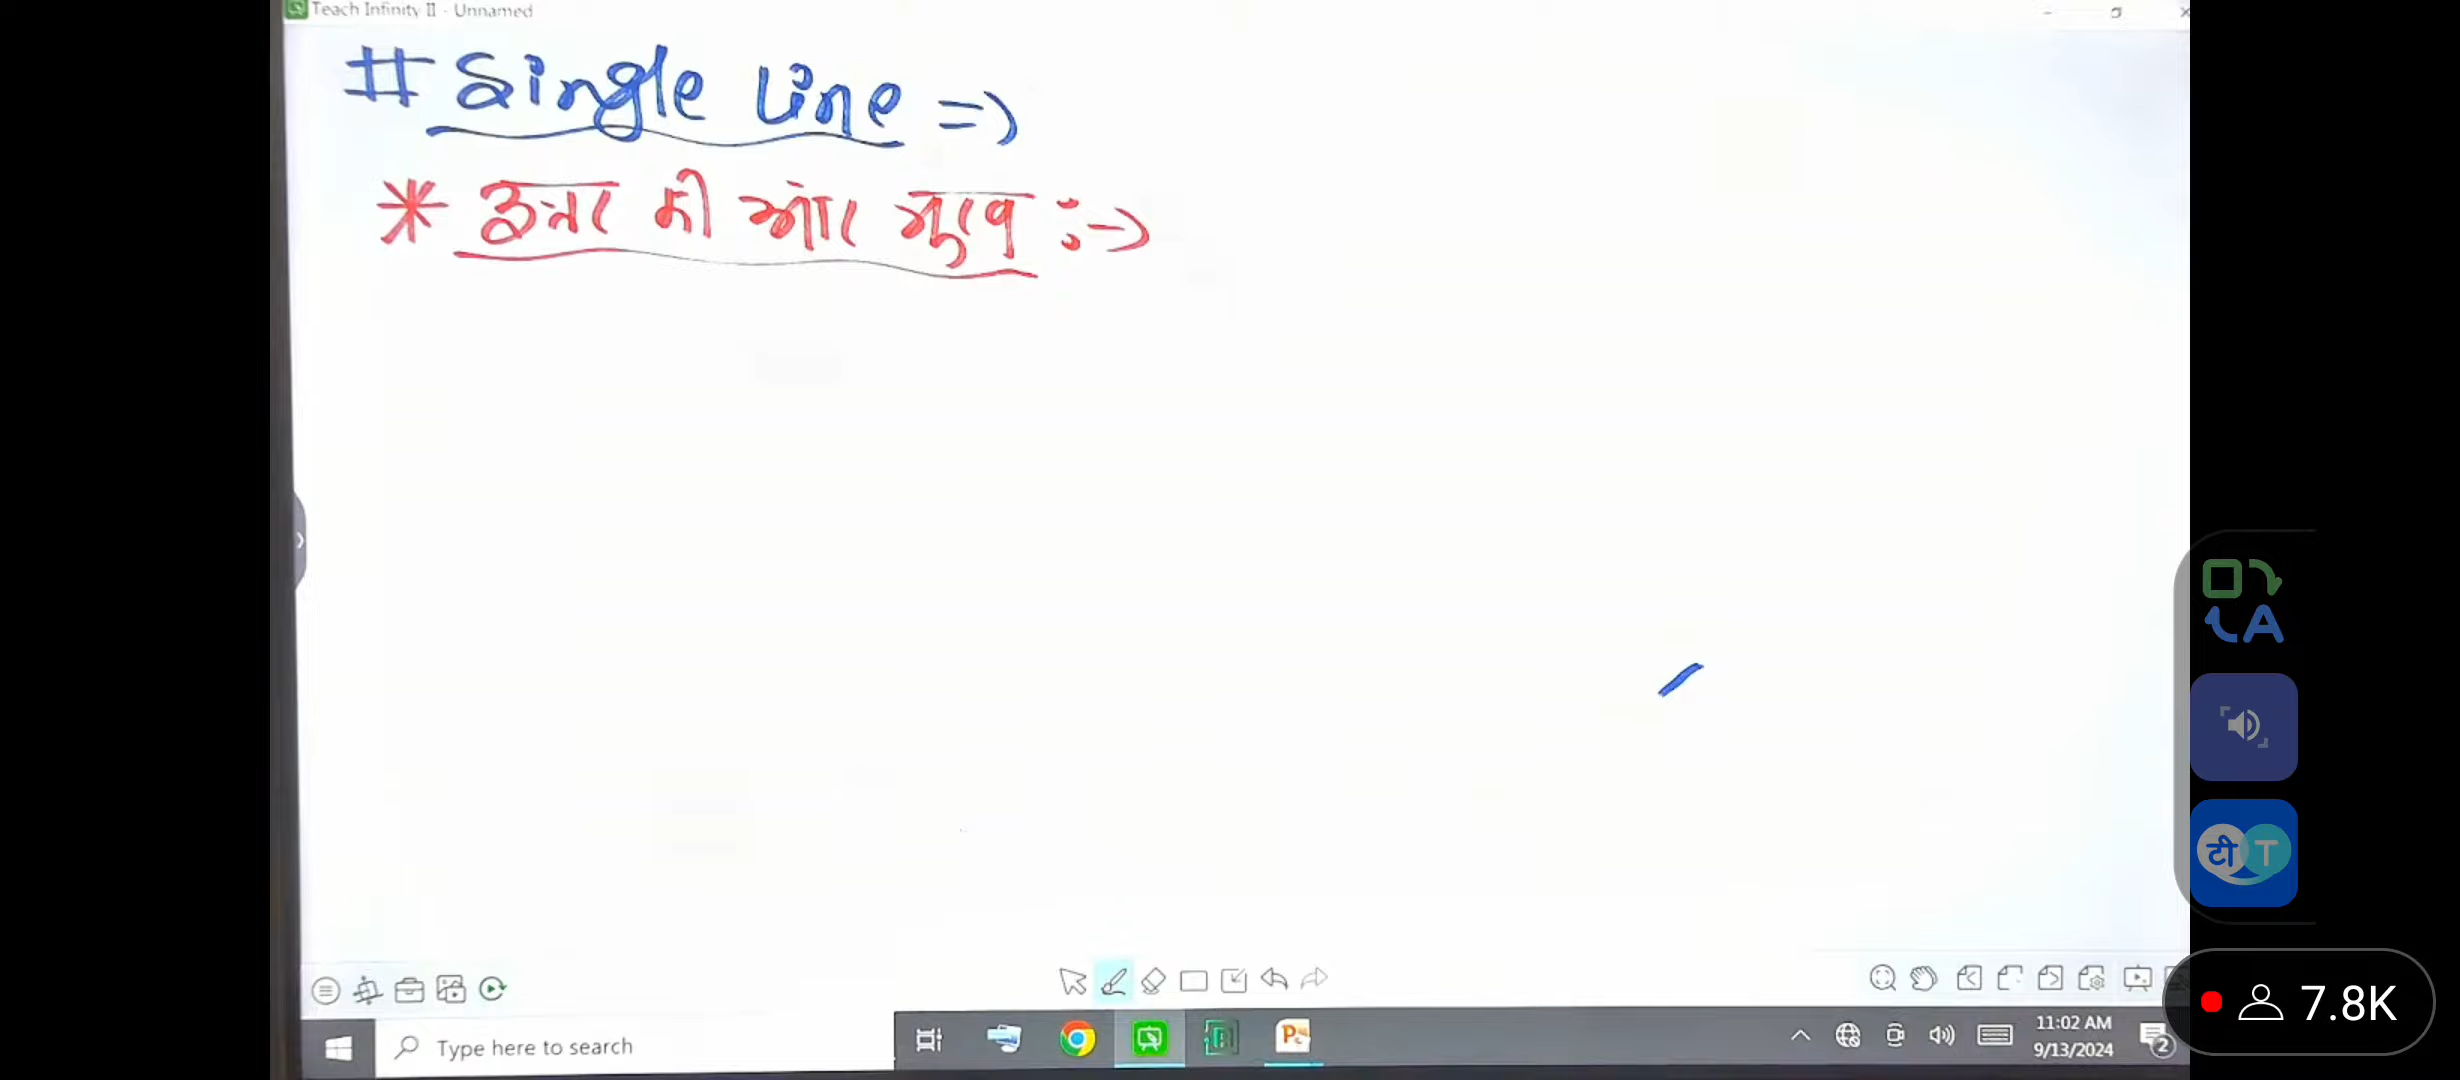 Teach Infinity II - Unnamed
# Single Line =>
* उत्तर की ओर मुख :->
टी T
7.8K
Type here to search
11:02 AM
9/13/2024
2